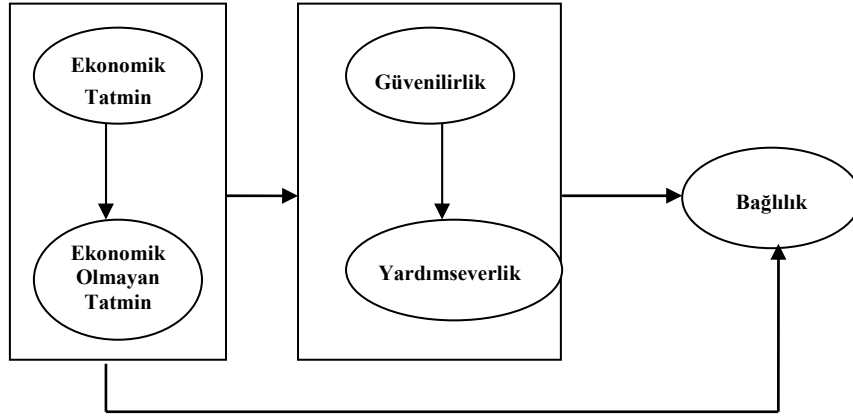 Ekonomik
Tatmin
Ekonomik
Olmayan
Tatmin
Güvenilirlik
Yardımseverlik
Bağlılık